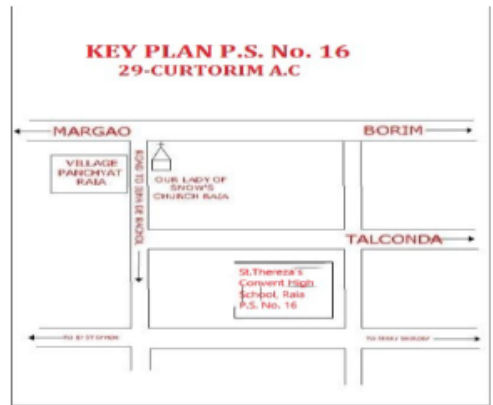 KEY PLAN P.S. No. 16
29-CURTORIM A.C
MARGAO
BORIM
VILLAGE
PANCHYAT
RAIA
OUR LADY OF
SNOW'S
CHURCH RAIA
TALCONDA
St.Thereza's
Convent High
School, Raia
P.S. No. 16